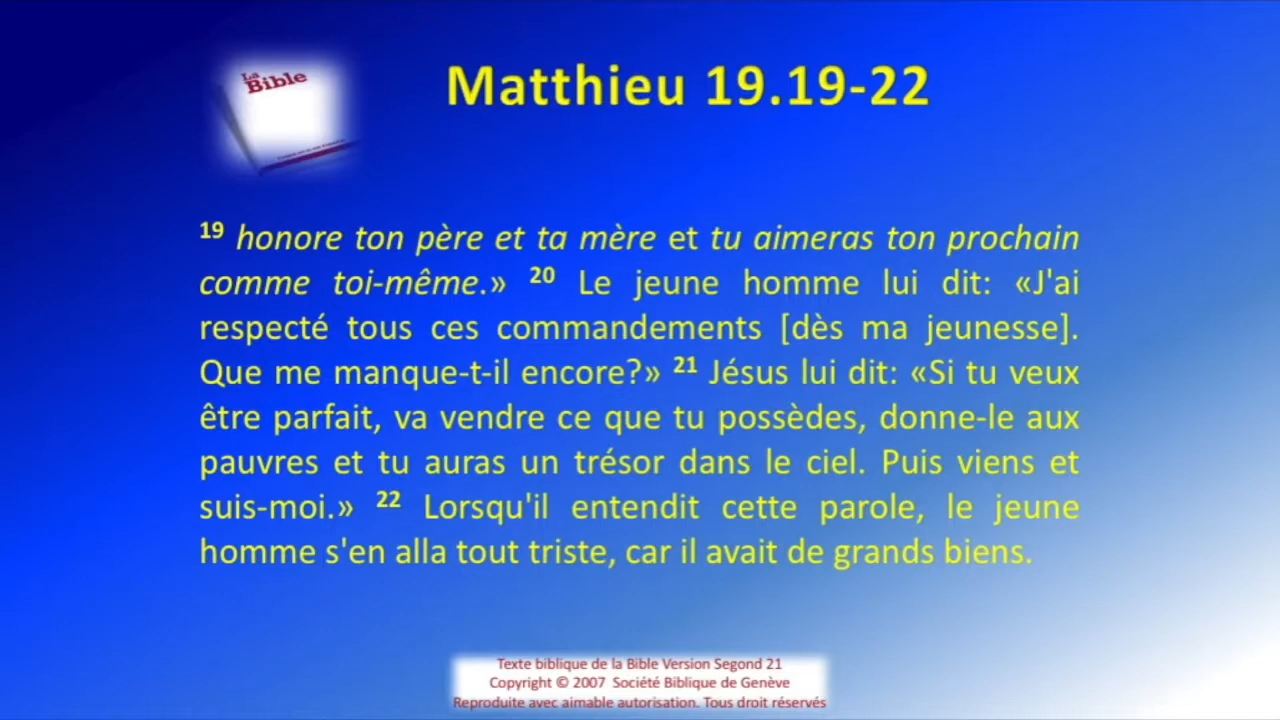 La
Bible
Matthieu 19.19-22
19 honore ton père et ta mère et tu aimeras ton prochain
comme toi-même.» 20 Le jeune homme lui dit: «J'ai
respecté tous ces commandements [dès ma jeunesse].
Que me manque-t-il encore?» 21 Jésus lui dit: «Si tu veux
être parfait, va vendre ce que tu possèdes, donne-le aux
pauvres et tu auras un trésor dans le ciel. Puis viens et
suis-moi.» 22 Lorsqu'il entendit cette parole, le jeune
homme s'en alla tout triste, car il avait de grands biens.
Texte biblique de la Bible Version Segond 21
Copyright © 2007 Société Biblique de Genève
Reproduite avec aimable autorisation. Tous droit réservés